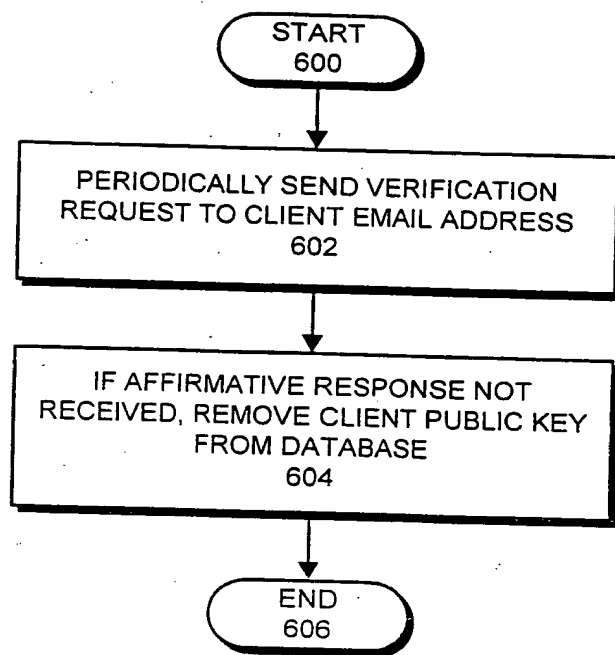 START
600
PERIODICALLY SEND VERIFICATION
REQUEST TO CLIENT EMAIL ADDRESS
602
IF AFFIRMATIVE RESPONSE NOT
RECEIVED, REMOVE CLIENT PUBLIC KEY
FROM DATABASE
604
END
606